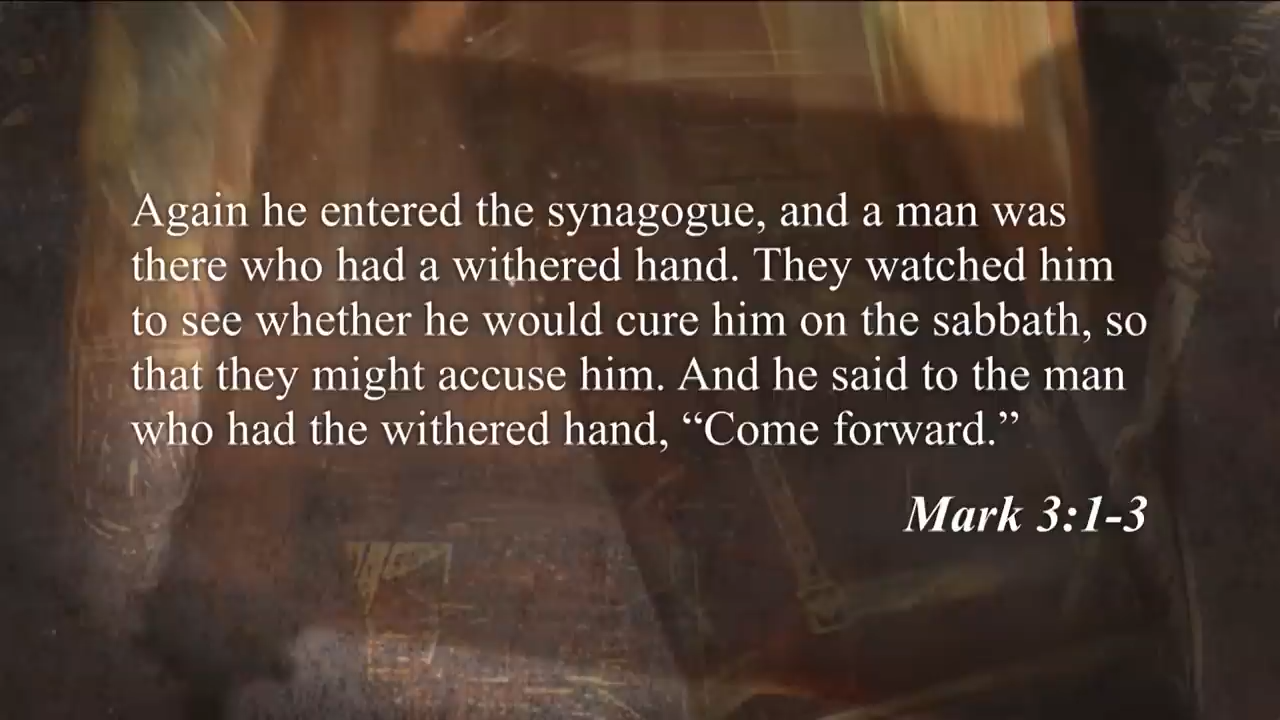 Again he entered the synagogue, and a man was
there who had a withered hand. They watched him
to see whether he would cure him on the sabbath, so
that they might accuse him. And he said to the man
who had the withered hand, “Come forward.”
Mark 3:1-3